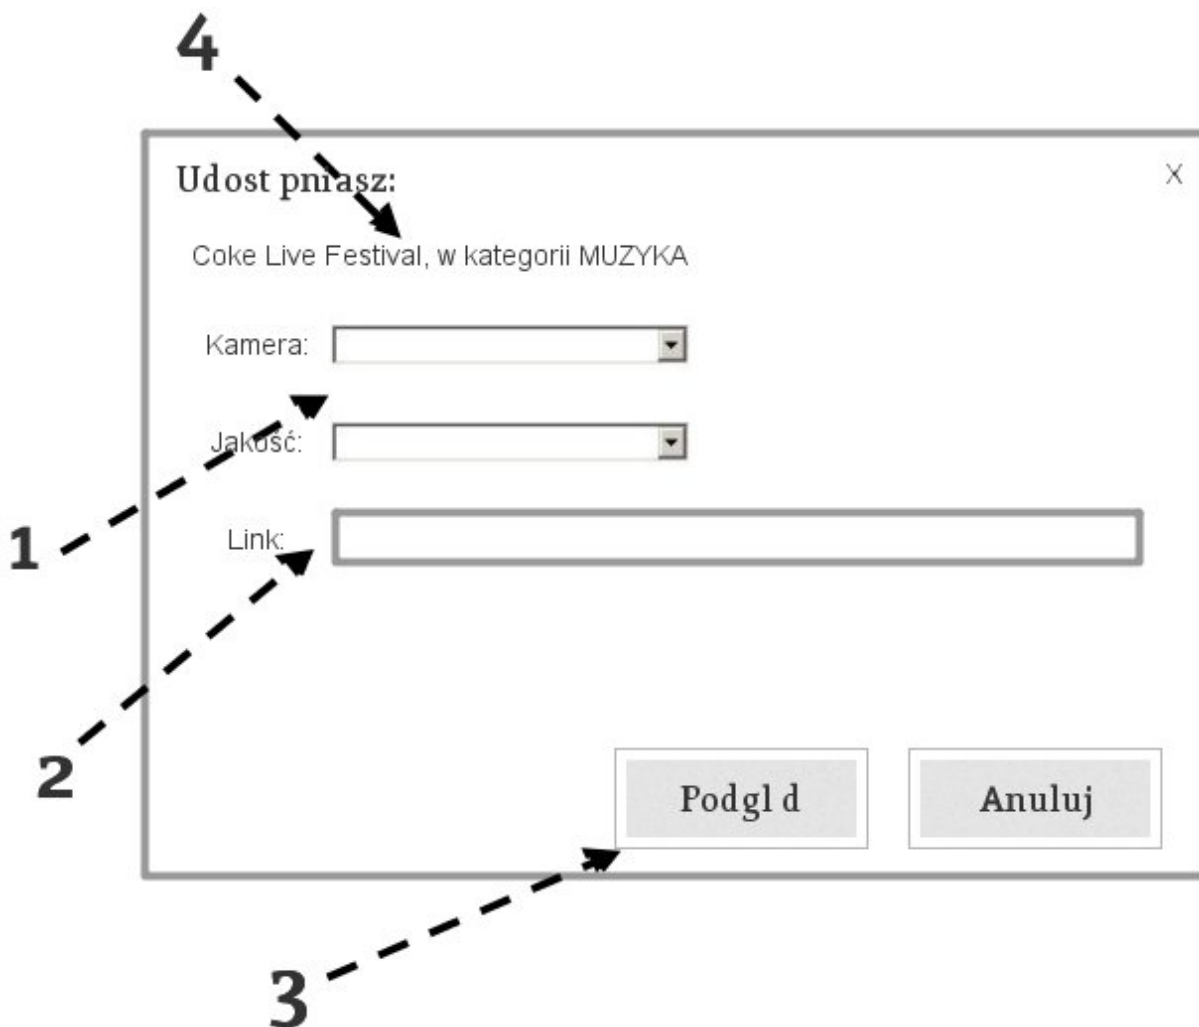 4
Udost pniasz:
X
Coke Live Festival, w kategorii MUZYKA
Kamera:
Jakość:
1
Link:
2
Podgl d
Anuluj
3